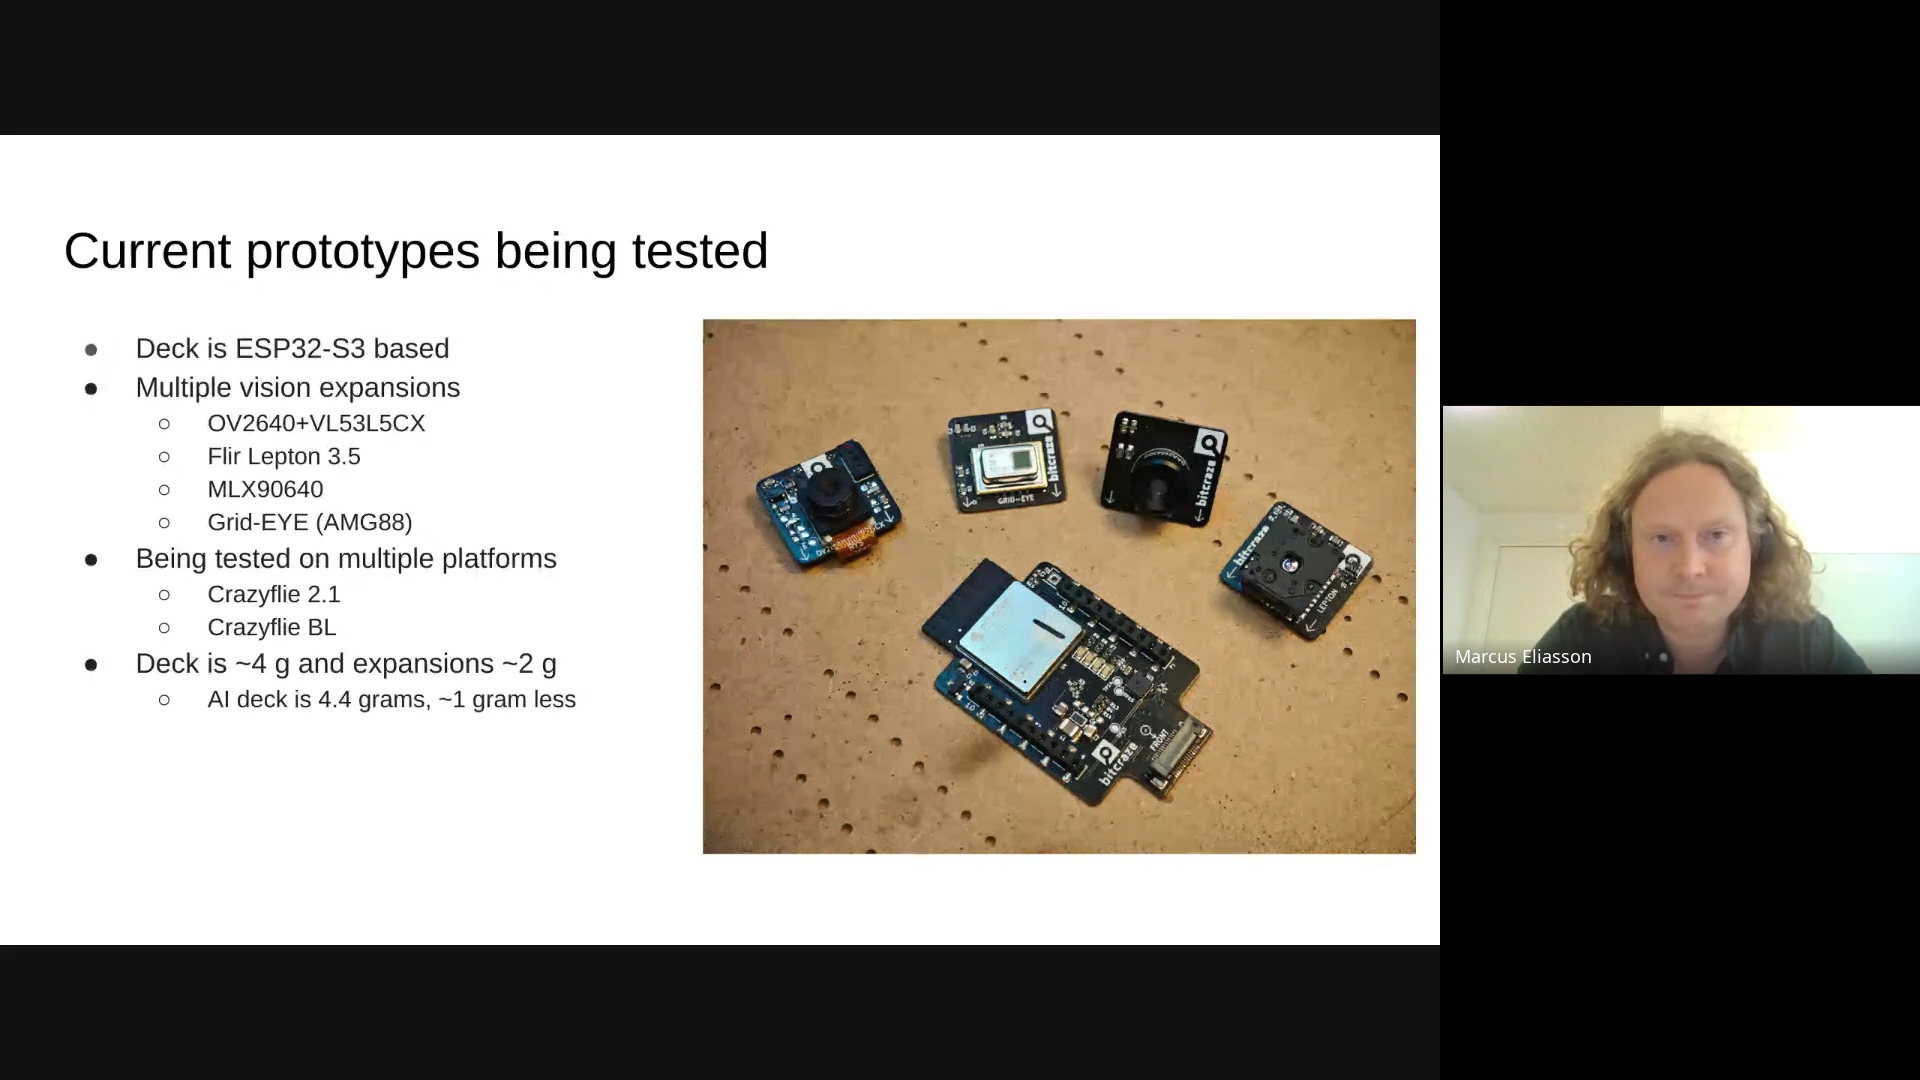 Current prototypes being tested
● Deck is ESP32-S3 based
● Multiple vision expansions
○ OV2640+VL53L5CX
○ Flir Lepton 3.5
○ MLX90640
○ Grid-EYE (AMG88)
● Being tested on multiple platforms
○ Crazyflie 2.1
○ Crazyflie BL
● Deck is ~4 g and expansions ~2 g
○ AI deck is 4.4 grams, ~1 gram less
bitcraze
GRID-EYE
bitcraze
bitcraze
LEPTON
10
10
FRONT
bitcraze
Marcus Eliasson